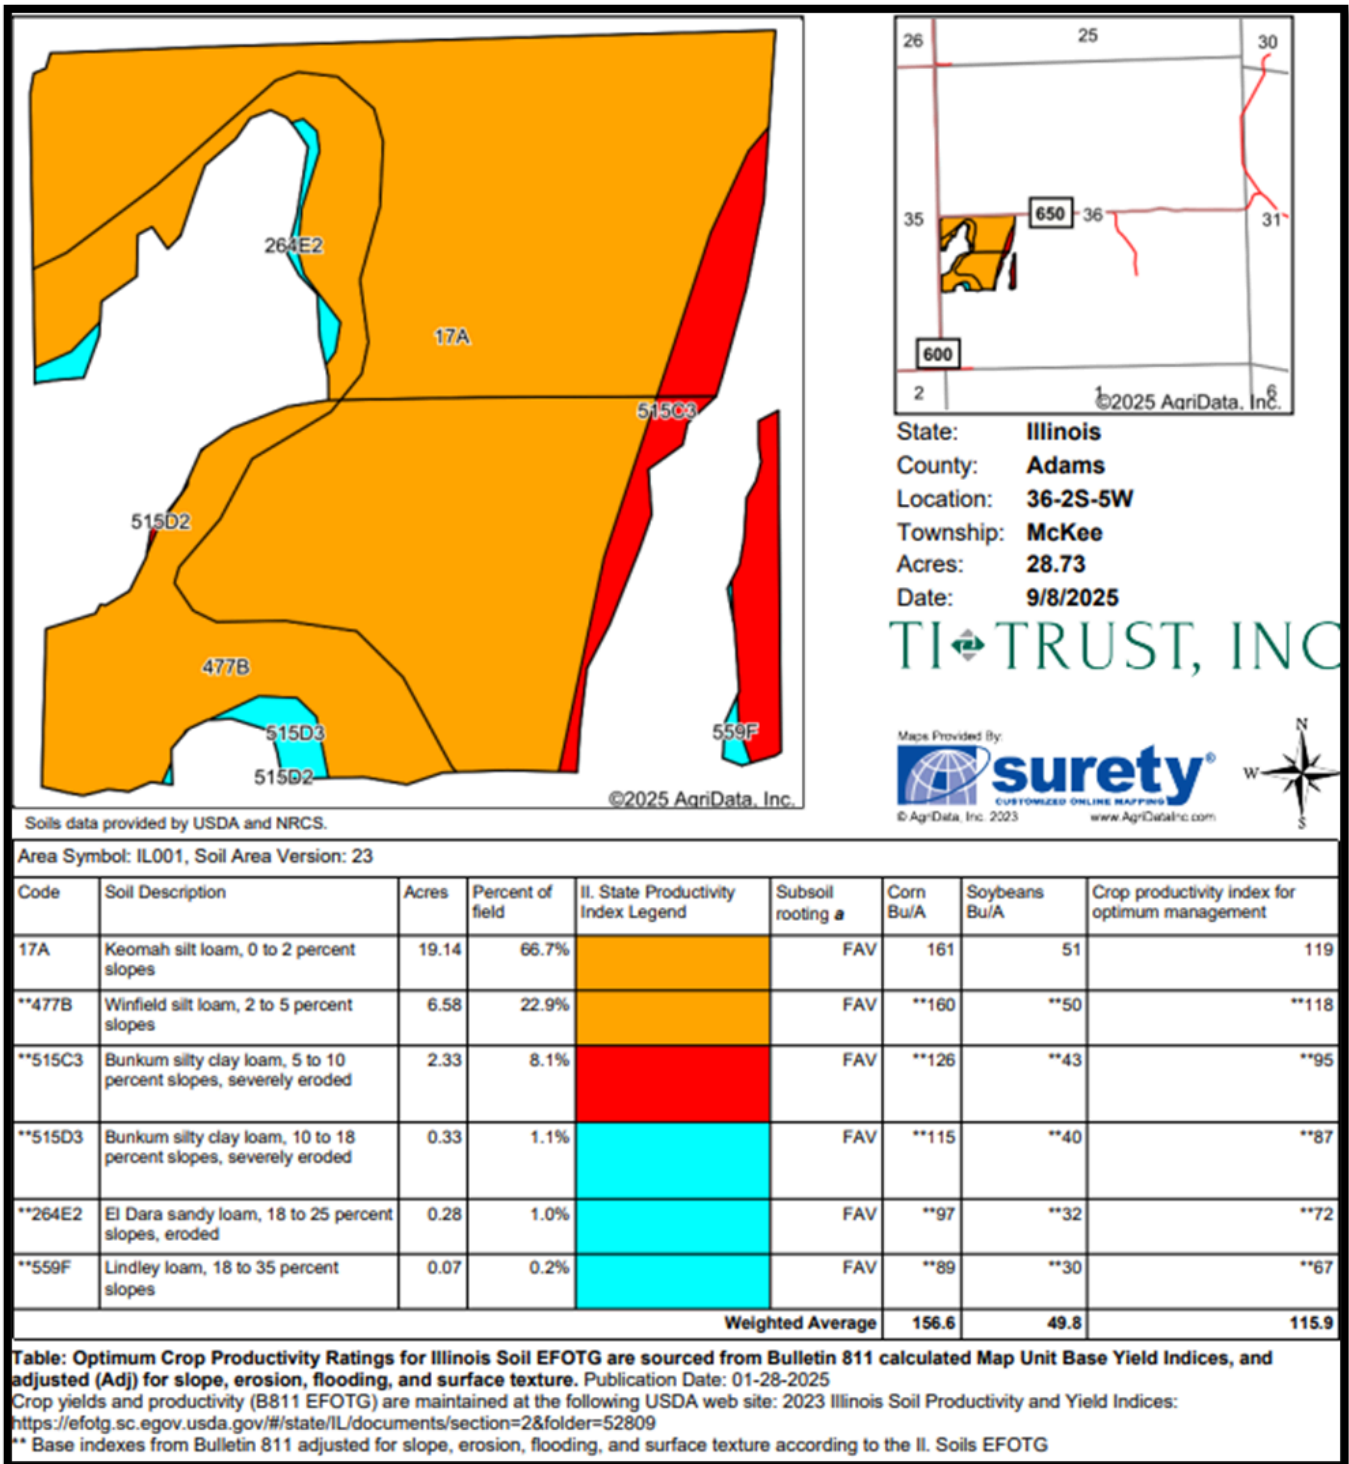 264E2
17A
515C3
515D2
477B
515D3
559F
515D2
©2025 AgriData, Inc.
Soils data provided by USDA and NRCS.
26
25
30
35
650
36
31
600
2
1
6
©2025 AgriData, Inc.
State: Illinois
County: Adams
Location: 36-2S-5W
Township: McKee
Acres: 28.73
Date: 9/8/2025
TI TRUST, INC
Maps Provided By:
surety®
CUSTOMIZED ONLINE MAPPING
© AgriData, Inc. 2023 www.AgriDataInc.com
N
W
S
Area Symbol: IL001, Soil Area Version: 23
Code Soil Description Acres Percent of field II. State Productivity Index Legend Subsoil rooting a Corn Bu/A Soybeans Bu/A Crop productivity index for optimum management
17A Keomah silt loam, 0 to 2 percent slopes 19.14 66.7% FAV 161 51 119
**477B Winfield silt loam, 2 to 5 percent slopes 6.58 22.9% FAV **160 **50 **118
**515C3 Bunkum silty clay loam, 5 to 10 percent slopes, severely eroded 2.33 8.1% FAV **126 **43 **95
**515D3 Bunkum silty clay loam, 10 to 18 percent slopes, severely eroded 0.33 1.1% FAV **115 **40 **87
**264E2 El Dara sandy loam, 18 to 25 percent slopes, eroded 0.28 1.0% FAV **97 **32 **72
**559F Lindley loam, 18 to 35 percent slopes 0.07 0.2% FAV **89 **30 **67
Weighted Average 156.6 49.8 115.9
Table: Optimum Crop Productivity Ratings for Illinois Soil EFOTG are sourced from Bulletin 811 calculated Map Unit Base Yield Indices, and
adjusted (Adj) for slope, erosion, flooding, and surface texture. Publication Date: 01-28-2025
Crop yields and productivity (B811 EFOTG) are maintained at the following USDA web site: 2023 Illinois Soil Productivity and Yield Indices:
https://efotg.sc.egov.usda.gov/#/state/IL/documents/section=2&folder=52809
** Base indexes from Bulletin 811 adjusted for slope, erosion, flooding, and surface texture according to the II. Soils EFOTG